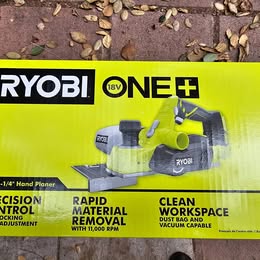 RYOBI 18V ONE+
RYOBI
-1/4" Hand Planer
ECISION
NTROL
OCKING
ADJUSTMENT
RAPID
MATERIAL
REMOVAL
WITH 11,000 RPM
CLEAN
WORKSPACE
DUST BAG AND
VACUUM CAPABLE